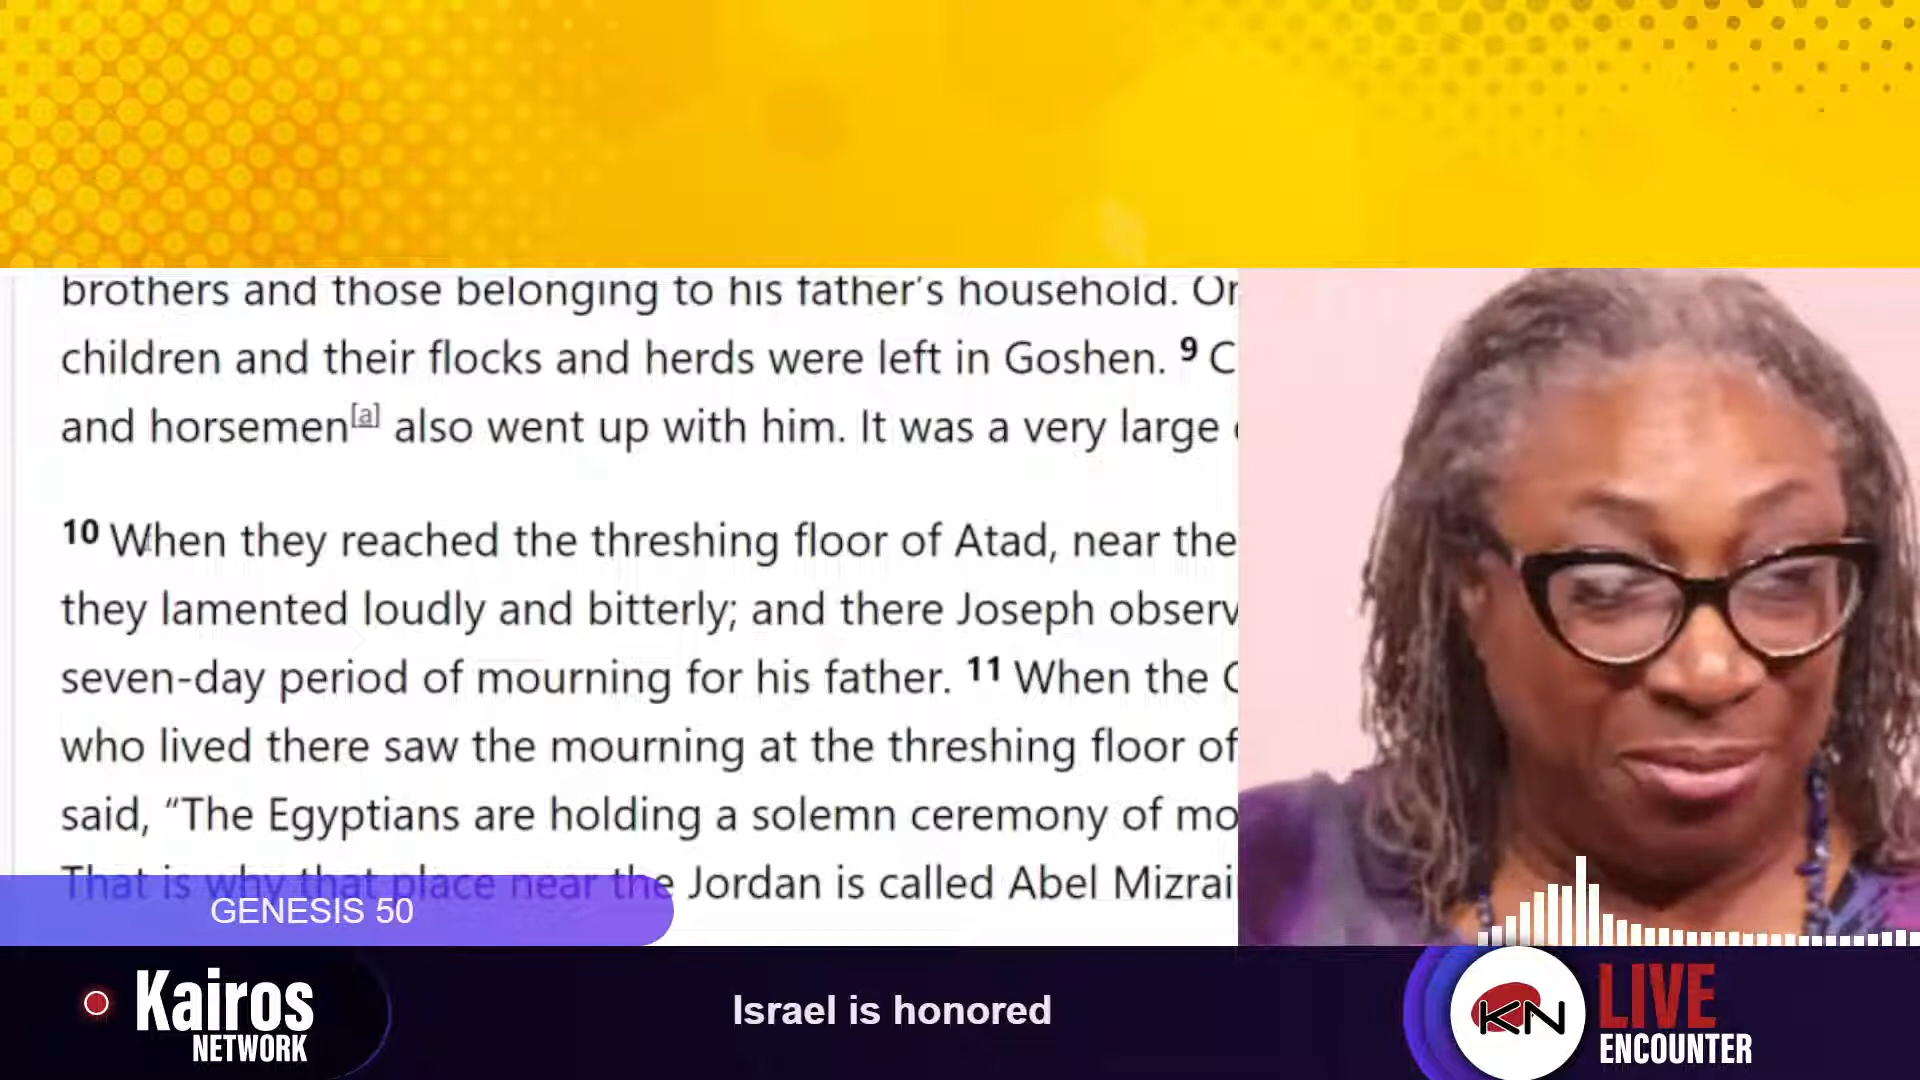 brothers and those belonging to his father's household. Or
children and their flocks and herds were left in Goshen. 9 C
and horsemen[a] also went up with him. It was a very large
10 When they reached the threshing floor of Atad, near the
they lamented loudly and bitterly; and there Joseph observ
seven-day period of mourning for his father. 11 When the C
who lived there saw the mourning at the threshing floor of
said, “The Egyptians are holding a solemn ceremony of mo
That is why that place near the Jordan is called Abel Mizrai
GENESIS 50
Kairos
NETWORK
Israel is honored
KN
LIVE
ENCOUNTER